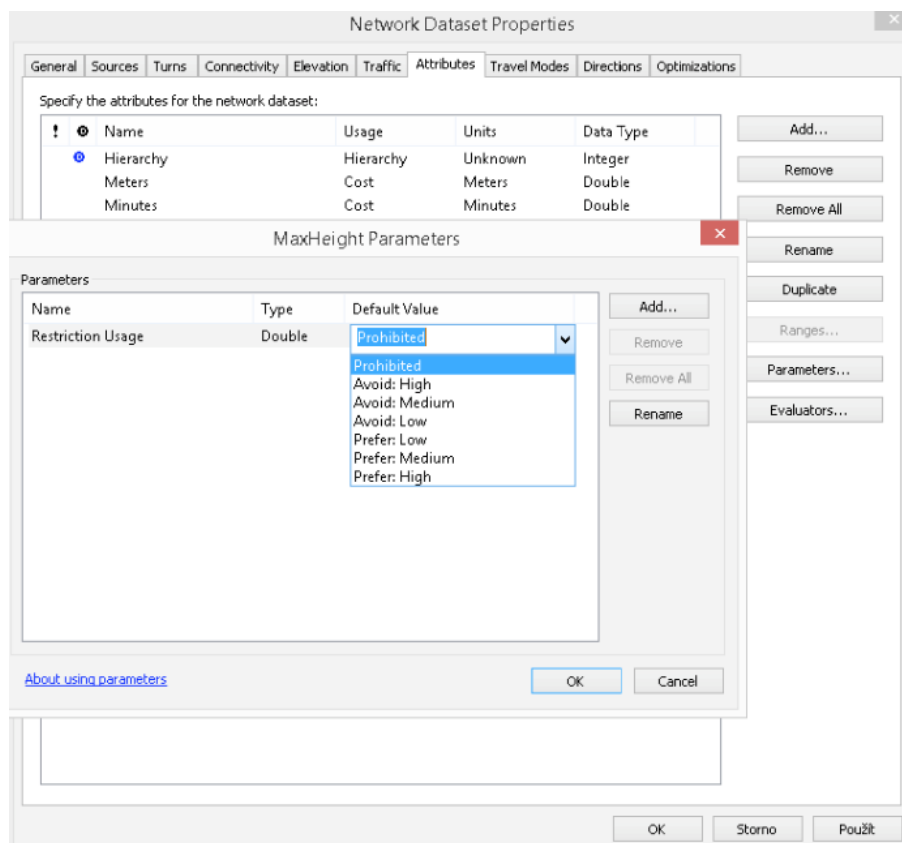 Network Dataset Properties
General Sources Turns Connectivity Elevation Traffic Attributes Travel Modes Directions Optimizations
Specify the attributes for the network dataset:
! Name Usage Units Data Type
Hierarchy Hierarchy Unknown Integer
Meters Cost Meters Double
Minutes Cost Minutes Double
Add...
Remove
Remove All
Rename
Duplicate
Ranges...
Parameters...
Evaluators...
MaxHeight Parameters
Parameters
Name Type Default Value
Restriction Usage Double Prohibited
Prohibited
Avoid: High
Avoid: Medium
Avoid: Low
Prefer: Low
Prefer: Medium
Prefer: High
Add...
Remove
Remove All
Rename
About using parameters
OK Cancel
OK Storno Použít